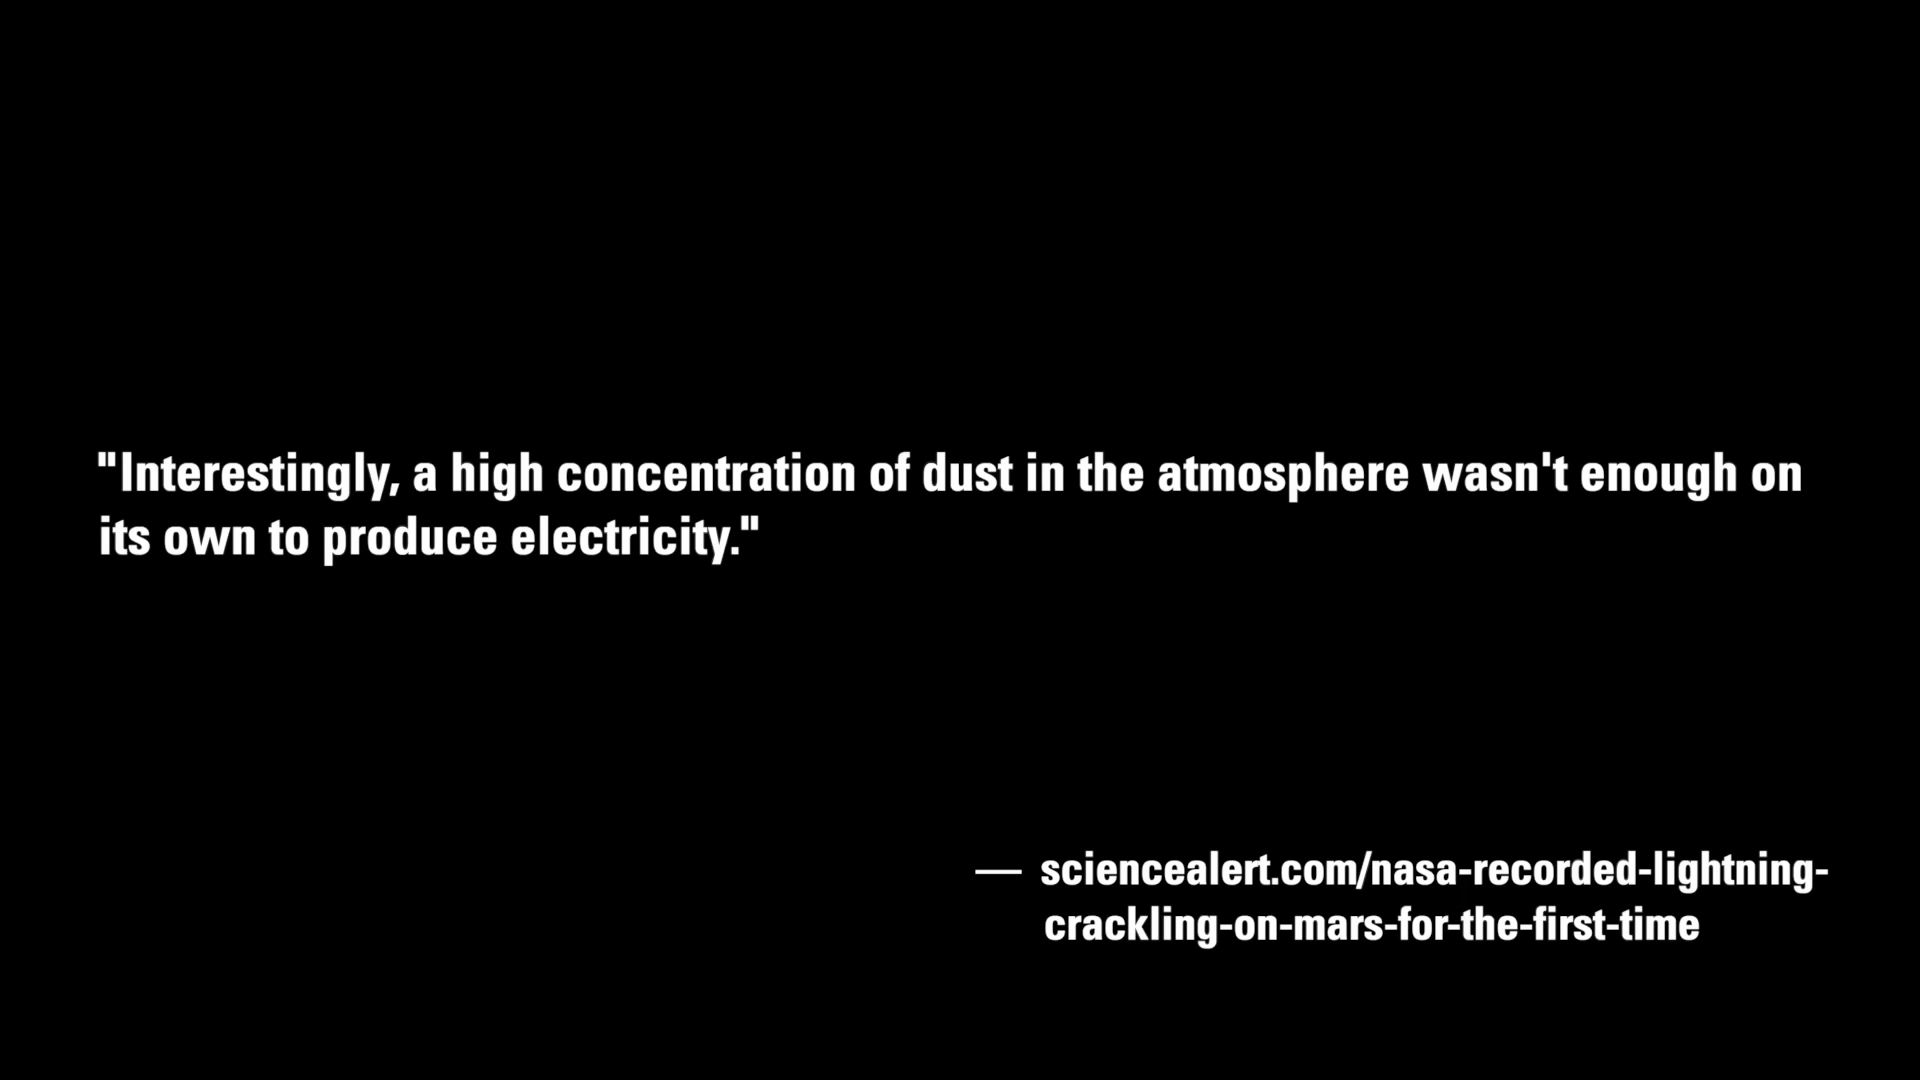 "Interestingly, a high concentration of dust in the atmosphere wasn't enough on
its own to produce electricity."
— sciencealert.com/nasa-recorded-lightning-
crackling-on-mars-for-the-first-time